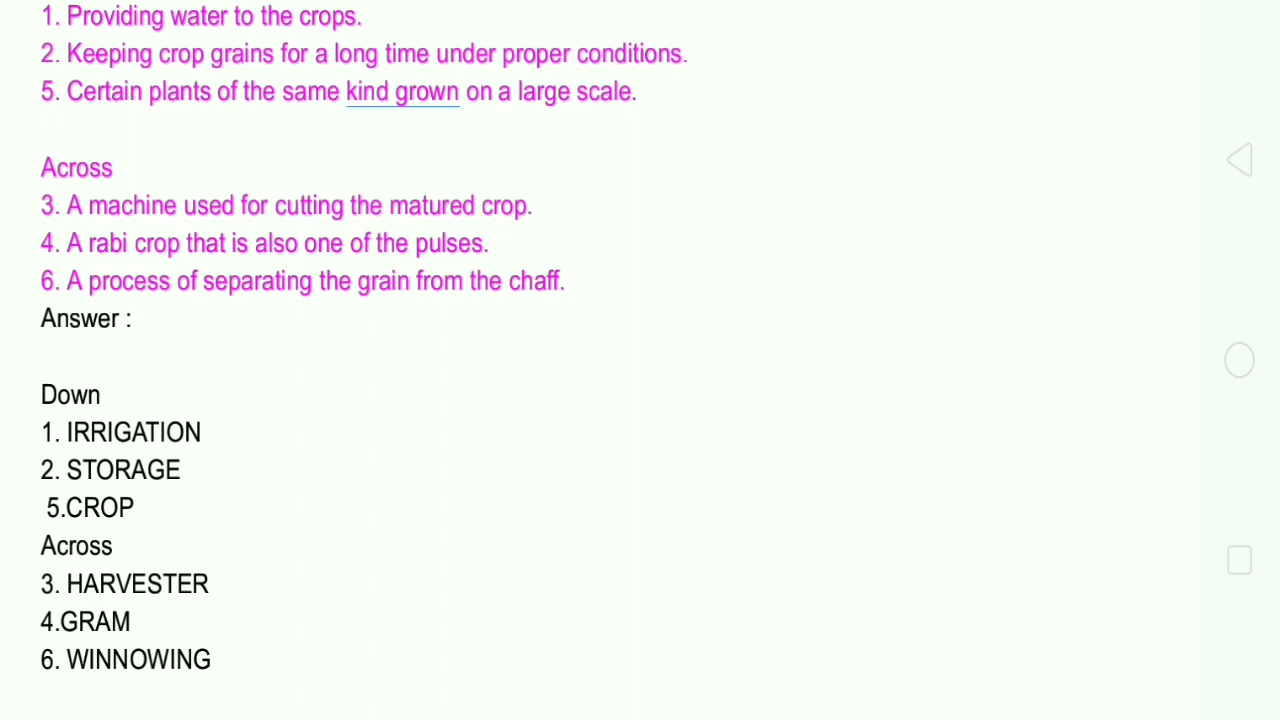 1. Providing water to the crops.
2. Keeping crop grains for a long time under proper conditions.
5. Certain plants of the same kind grown on a large scale.
Across
3. A machine used for cutting the matured crop.
4. A rabi crop that is also one of the pulses.
6. A process of separating the grain from the chaff.
Answer :
Down
1. IRRIGATION
2. STORAGE
5.CROP
Across
3. HARVESTER
4.GRAM
6. WINNOWING